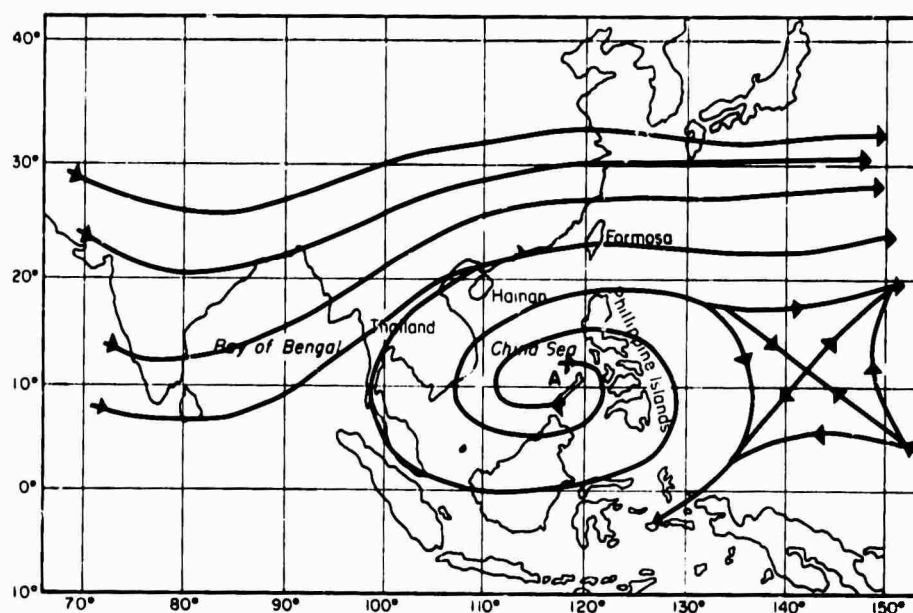 40°
30°
20°
10°
0°
10°
Formosa
Hainan
Thailand
Bay of Bengal
China Sea
Phillippine Islands
A
70° 80° 90° 100° 110° 120° 130° 140° 150°